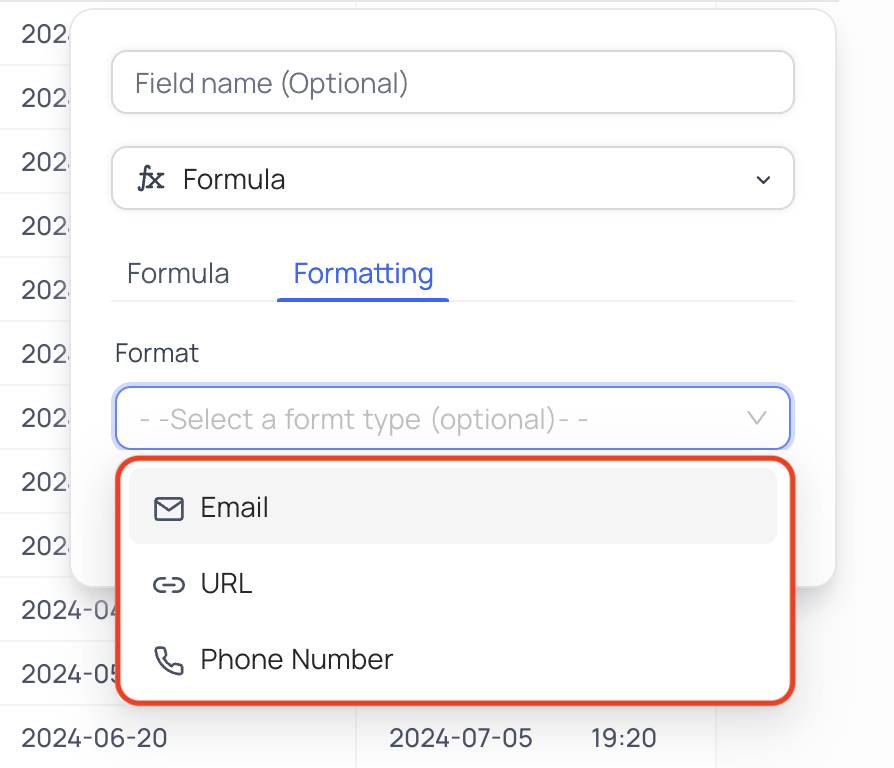 Field name (Optional)
fx Formula
Formula Formatting
Format
- -Select a formt type (optional)- -
Email
URL
Phone Number
2024-06-20 2024-07-05 19:20